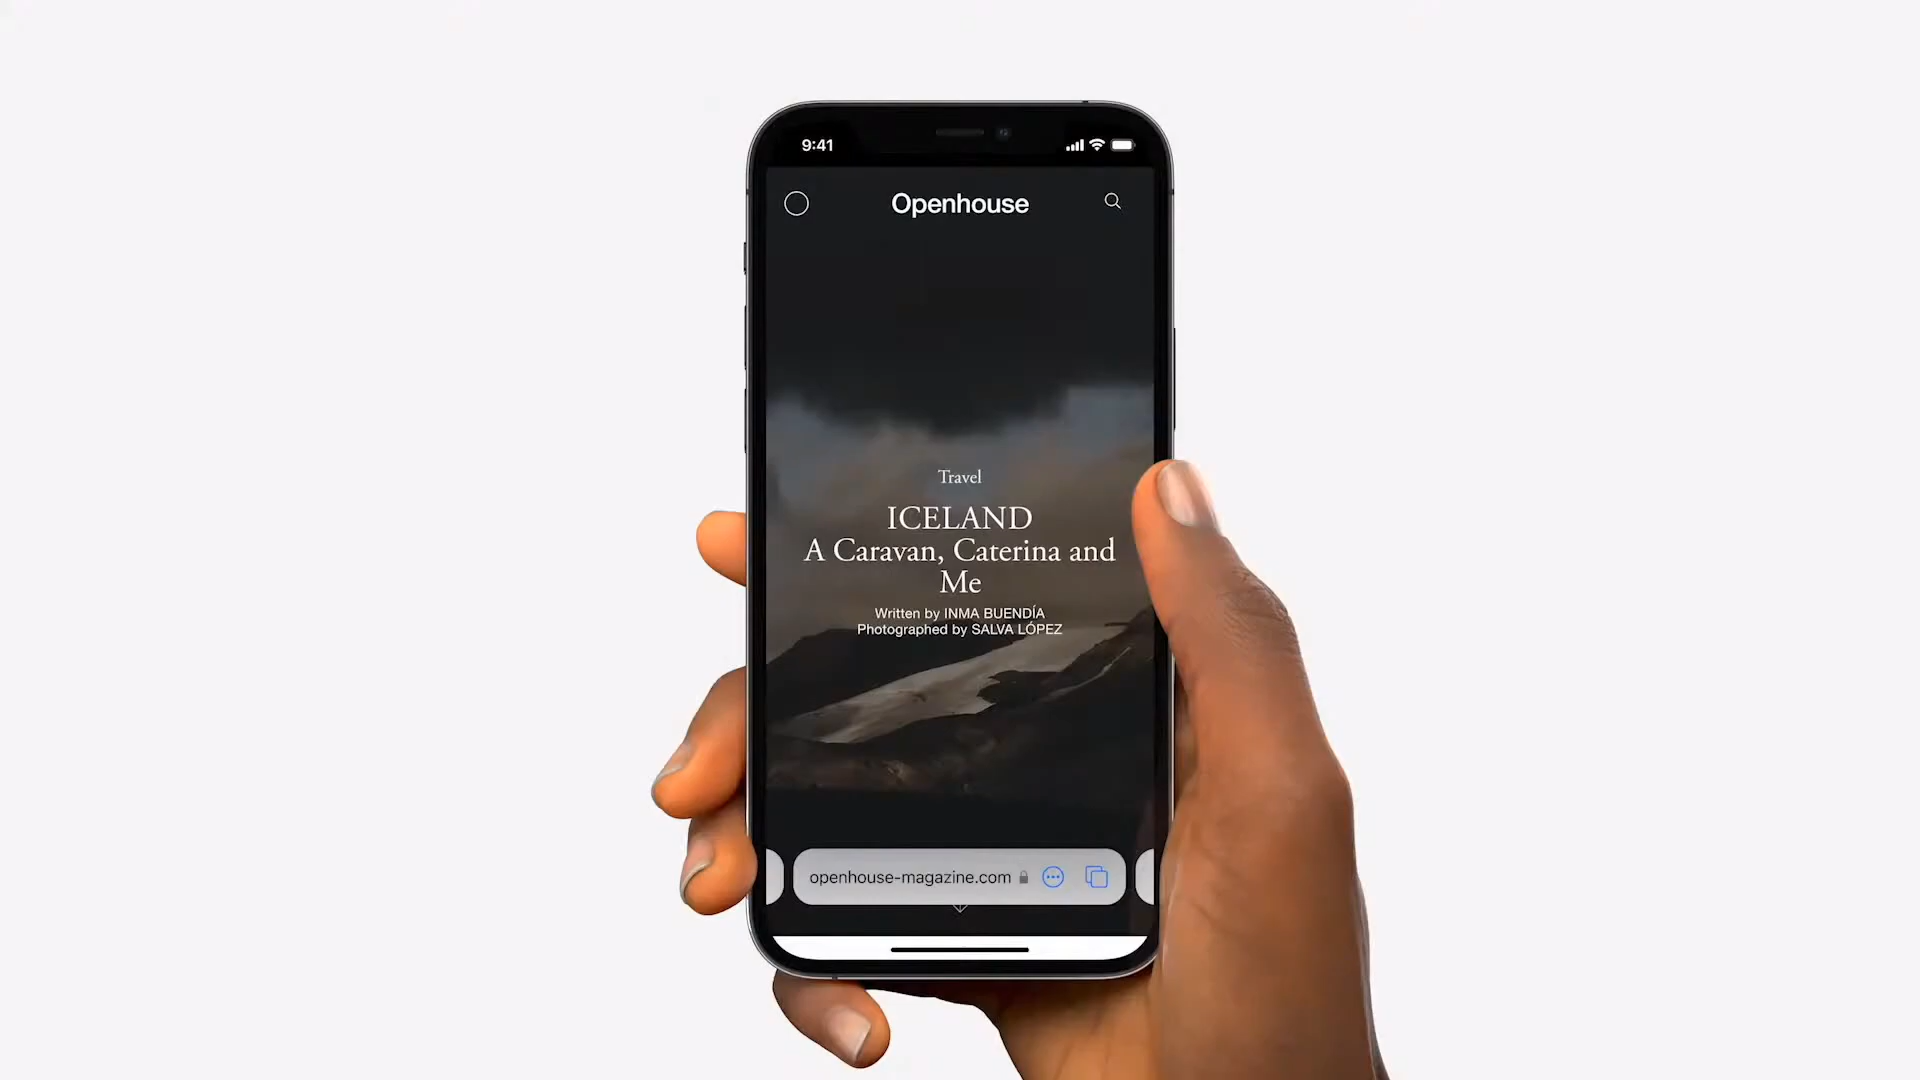 9:41
Openhouse
Travel
ICELAND
A Caravan, Caterina and
Me
Written by INMA BUENDÍA
Photographed by SALVA LÓPEZ
openhouse-magazine.com